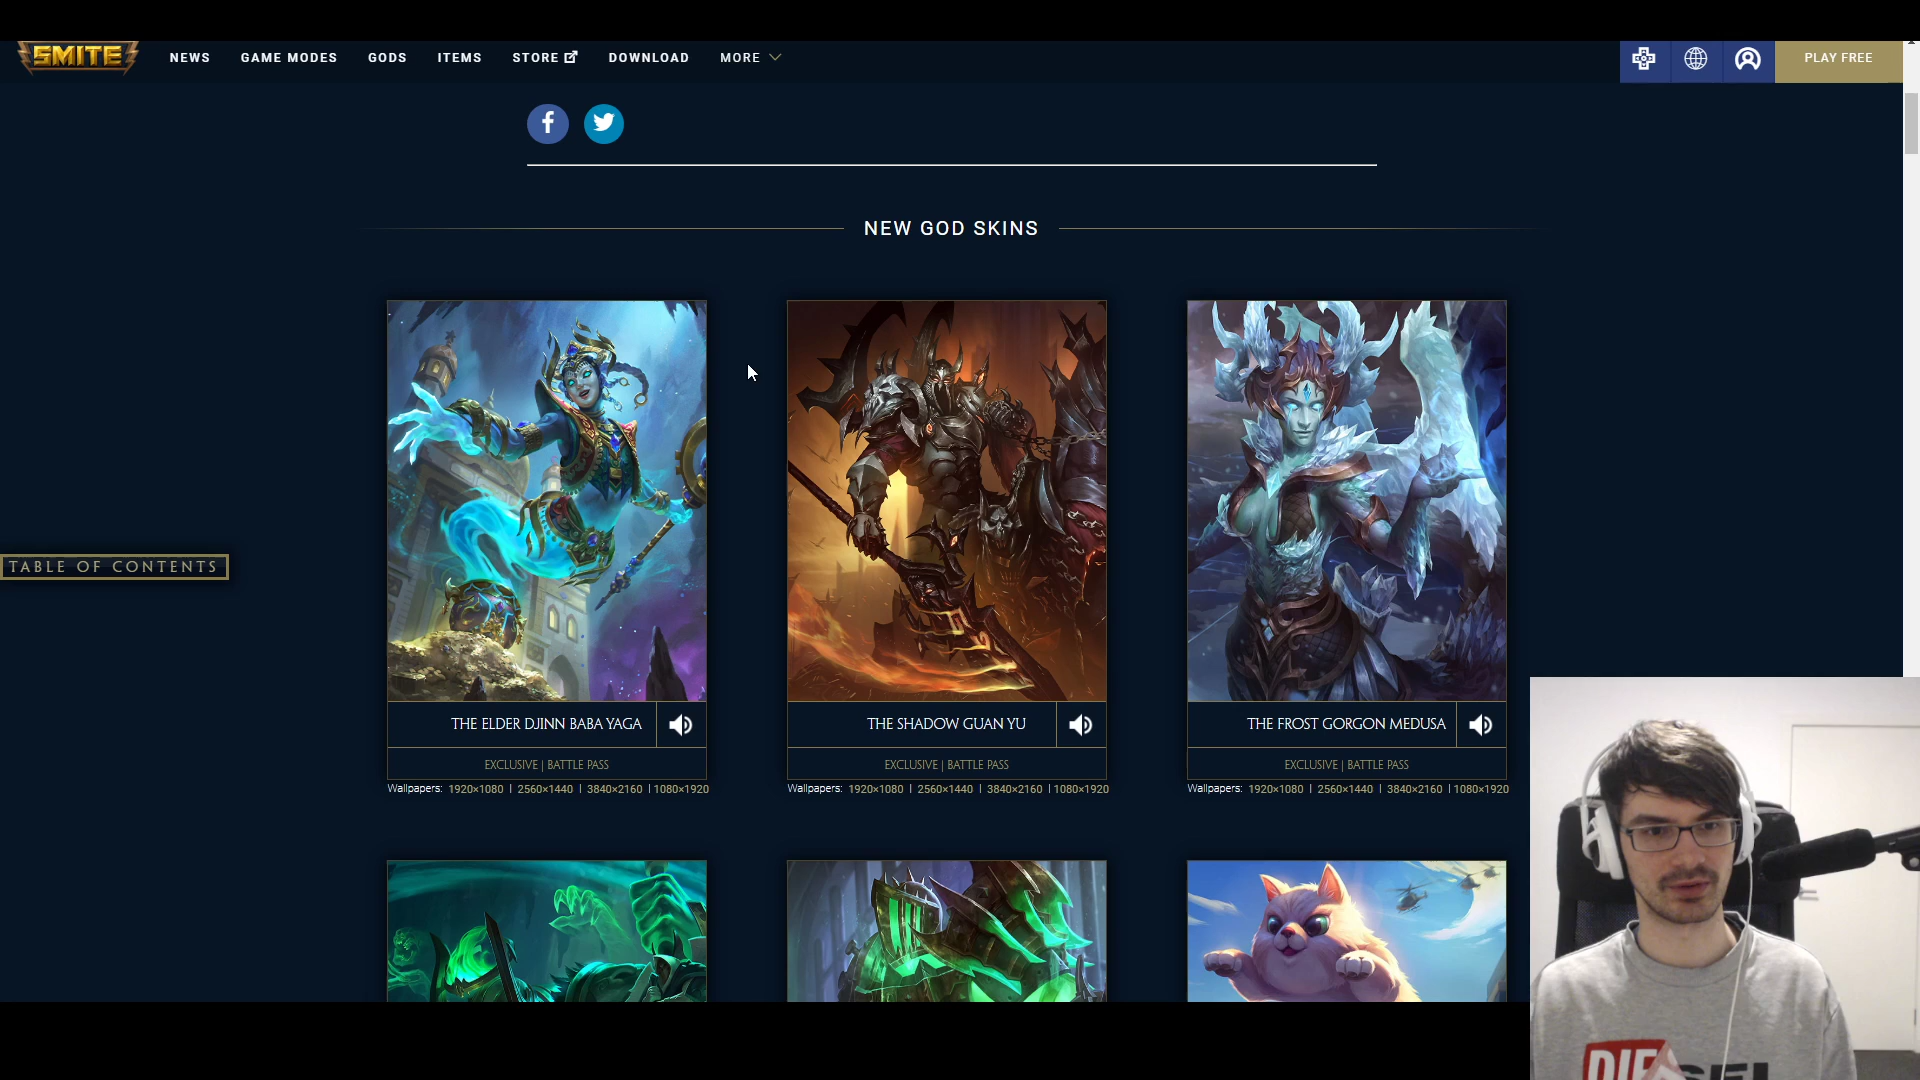 SMITE
NEWS GAME MODES GODS ITEMS STORE DOWNLOAD MORE PLAY FREE
NEW GOD SKINS
TABLE OF CONTENTS
THE ELDER DJINN BABA YAGA
EXCLUSIVE | BATTLE PASS
Wallpapers: 1920×1080 | 2560×1440 | 3840×2160 | 1080×1920
THE SHADOW GUAN YU
EXCLUSIVE | BATTLE PASS
Wallpapers: 1920×1080 | 2560×1440 | 3840×2160 | 1080×1920
THE FROST GORGON MEDUSA
EXCLUSIVE | BATTLE PASS
Wallpapers: 1920×1080 | 2560×1440 | 3840×2160 | 1080×1920
DIESEL